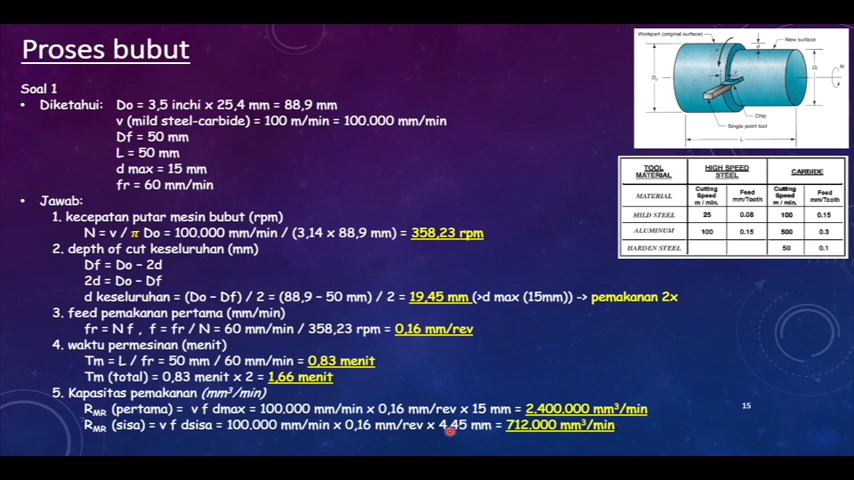 Proses bubut
Soal 1
• Diketahui: Do = 3,5 inchi x 25,4 mm = 88,9 mm
v (mild steel-carbide) = 100 m/min = 100.000 mm/min
Df = 50 mm
L = 50 mm
d max = 15 mm
fr = 60 mm/min
• Jawab:
1. kecepatan putar mesin bubut (rpm)
N = v / π Do = 100.000 mm/min / (3,14 x 88,9 mm) = 358,23 rpm
2. depth of cut keseluruhan (mm)
Df = Do – 2d
2d = Do – Df
d keseluruhan = (Do – Df) / 2 = (88,9 – 50 mm) / 2 = 19,45 mm (>d max (15mm)) -> pemakanan 2x
3. feed pemakanan pertama (mm/min)
fr = N f , f = fr / N = 60 mm/min / 358,23 rpm = 0,16 mm/rev
4. waktu permesinan (menit)
Tm = L / fr = 50 mm / 60 mm/min = 0,83 menit
Tm (total) = 0,83 menit x 2 = 1,66 menit
5. Kapasitas pemakanan (mm³/min)
RMR (pertama) = v f dmax = 100.000 mm/min x 0,16 mm/rev x 15 mm = 2.400.000 mm³/min
RMR (sisa) = v f dsisa = 100.000 mm/min x 0,16 mm/rev x 4,45 mm = 712.000 mm³/min
Workpart (original surface)
New surface
Chip
Single point tool
L
TOOL MATERIAL HIGH SPEED STEEL CARBIDE
MATERIAL Cutting Speed m / min. Feed mm/Tooth Cutting Speed m / min. Feed mm/Tooth
MILD STEEL 25 0.08 100 0.15
ALUMINUM 100 0.15 500 0.3
HARDEN STEEL 50 0.1
15